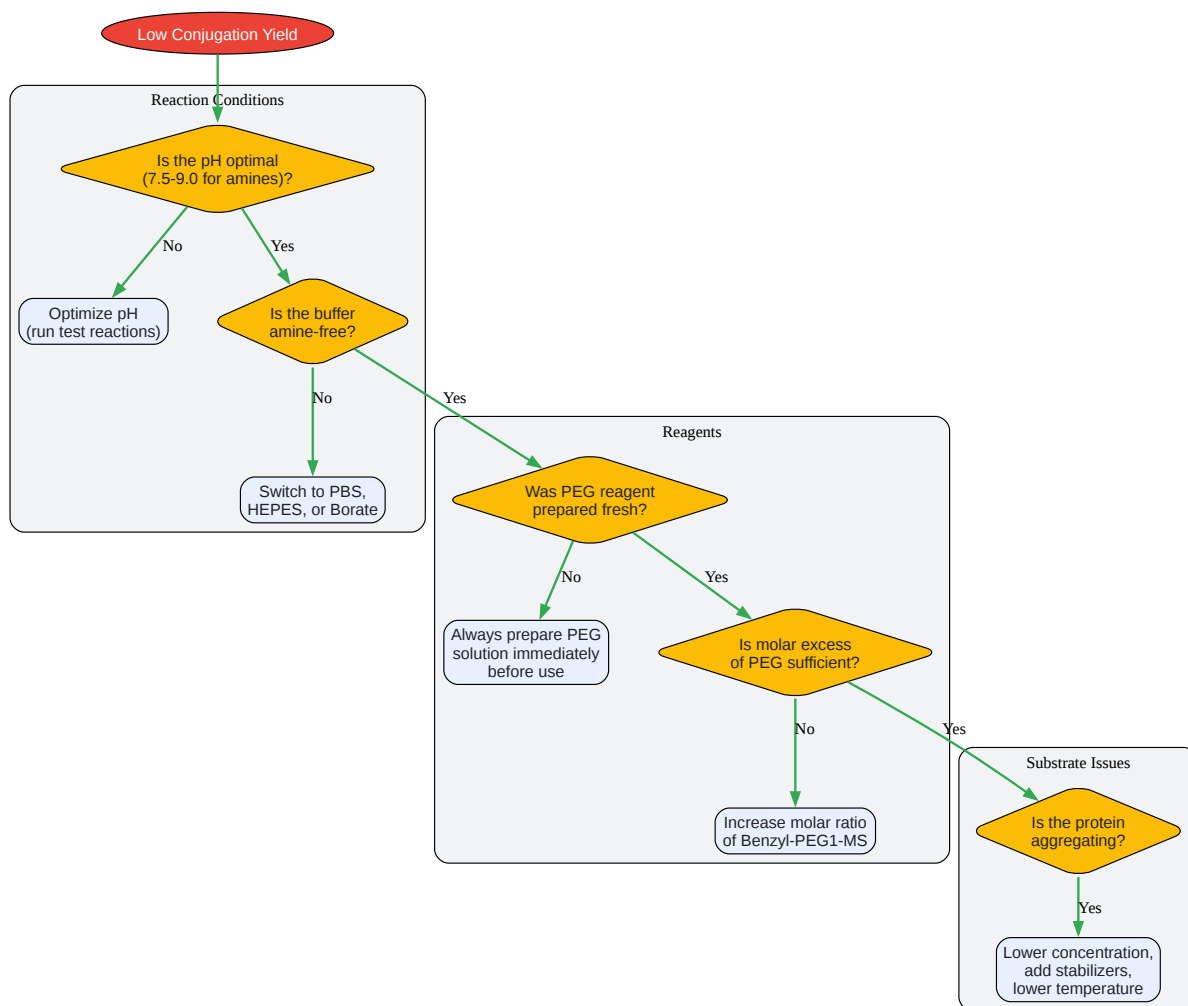 Low Conjugation Yield
Reaction Conditions
Is the pH optimal
(7.5-9.0 for amines)?
No
Yes
Optimize pH
(run test reactions)
Is the buffer
amine-free?
No
Yes
Switch to PBS,
HEPES, or Borate
Reagents
Was PEG reagent
prepared fresh?
No
Yes
Always prepare PEG
solution immediately
before use
Is molar excess
of PEG sufficient?
No
Yes
Increase molar ratio
of Benzyl-PEG1-MS
Substrate Issues
Is the protein
aggregating?
Yes
Lower concentration,
add stabilizers,
lower temperature